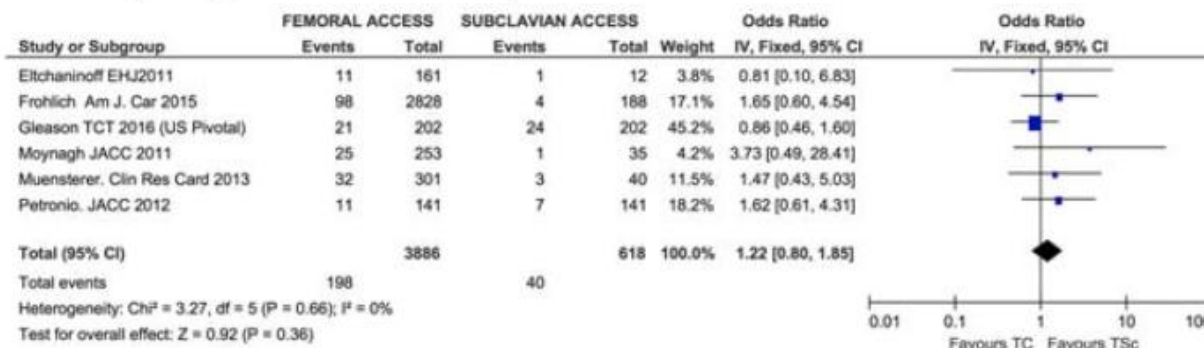 FEMORAL ACCESS SUBCLAVIAN ACCESS Odds Ratio Odds Ratio
Study or Subgroup Events Total Events Total Weight IV, Fixed, 95% CI IV, Fixed, 95% CI
Eltchaninoff EHJ2011 11 161 1 12 3.8% 0.81 [0.10, 6.83]
Frohlich Am J. Car 2015 98 2828 4 188 17.1% 1.65 [0.60, 4.54]
Gleason TCT 2016 (US Pivotal) 21 202 24 202 45.2% 0.86 [0.46, 1.60]
Moynagh JACC 2011 25 253 1 35 4.2% 3.73 [0.49, 28.41]
Muensterer. Clin Res Card 2013 32 301 3 40 11.5% 1.47 [0.43, 5.03]
Petronio. JACC 2012 11 141 7 141 18.2% 1.62 [0.61, 4.31]
Total (95% CI) 3886 618 100.0% 1.22 [0.80, 1.85]
Total events 198 40
Heterogeneity: Chi² = 3.27, df = 5 (P = 0.66); I² = 0%
Test for overall effect: Z = 0.92 (P = 0.36)
0.01 0.1 1 10 100
Favours TC Favours TSc